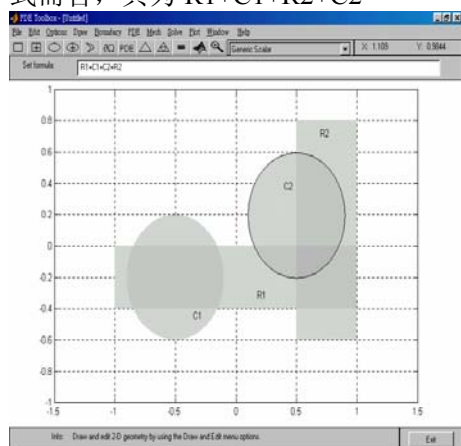 式而言，其为 R1+C1+R2+C2
PDE Toolbox - [Untitled]
File Edit Options Draw Boundary PDE Mesh Solve Plot Window Help
∂Ω PDE = Generic Scalar X: 1.108 Y: 0.9844
Set formula: R1+C1+C2+R2
1
0.8
R2
0.6
0.4
C2
0.2
0
-0.2
R1
-0.4
C1
-0.6
-0.8
-1
-1.5 -1 -0.5 0 0.5 1 1.5
Info: Draw and edit 2-D geometry by using the Draw and Edit menu options. Exit